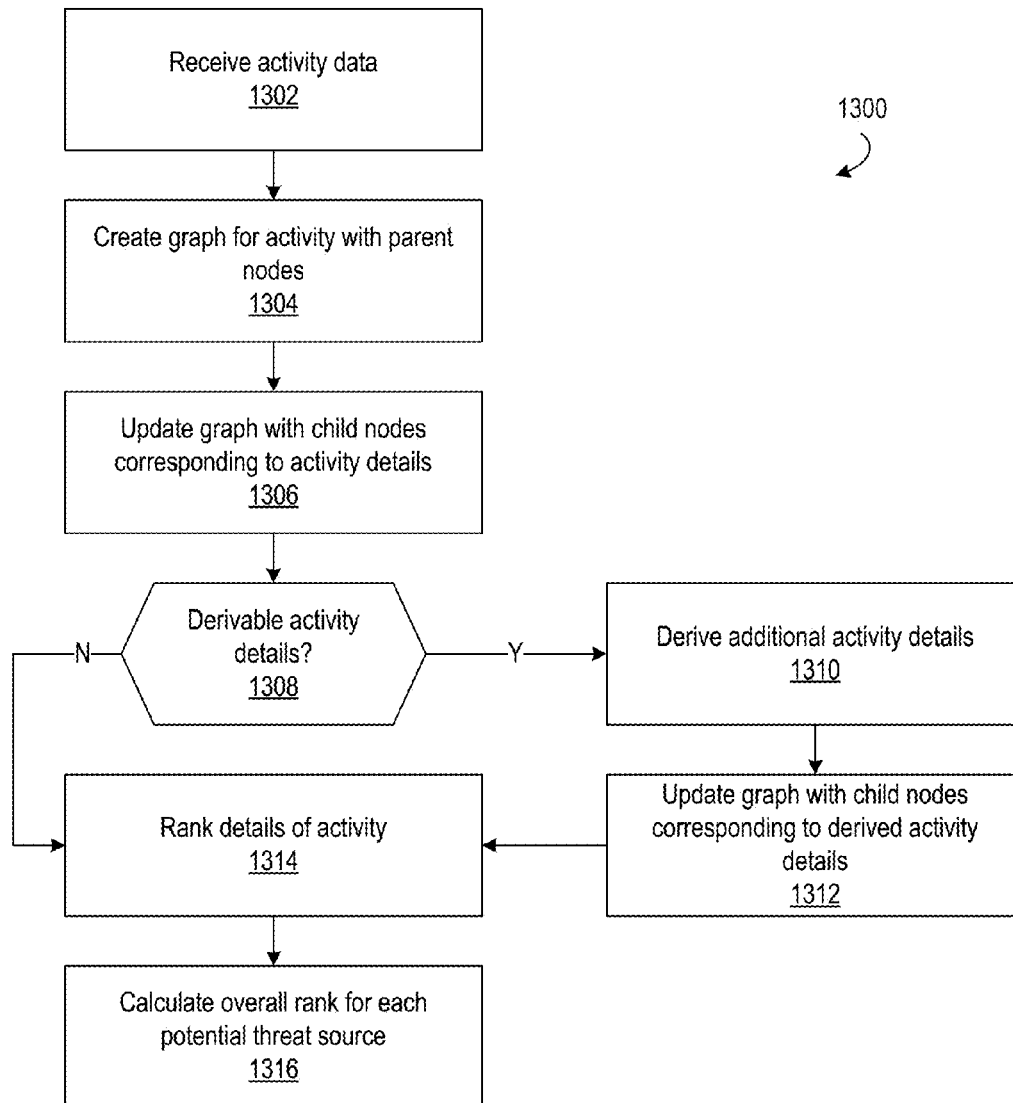 Receive activity data
1302
1300
Create graph for activity with parent
nodes
1304
Update graph with child nodes
corresponding to activity details
1306
Derivable activity
details?
1308
N
Y
Derive additional activity details
1310
Update graph with child nodes
corresponding to derived activity
details
1312
Rank details of activity
1314
Calculate overall rank for each
potential threat source
1316